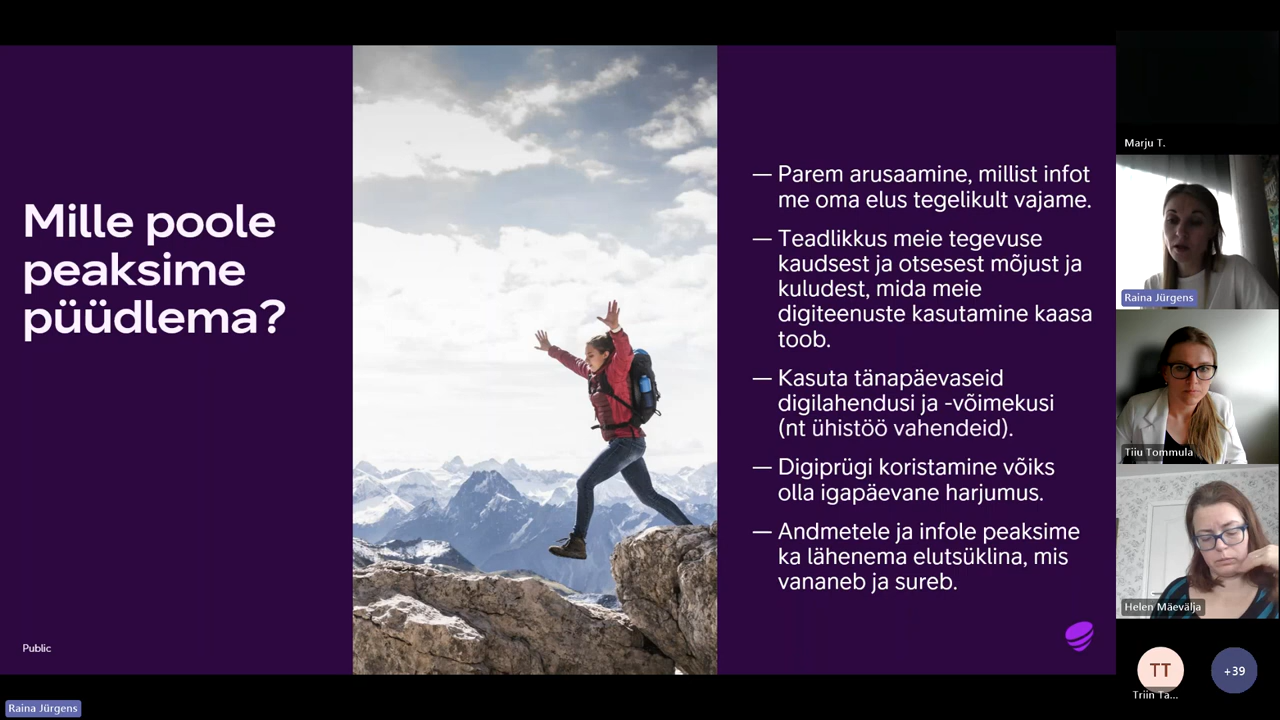 Mille poole
peaksime
püüdlema?
Public
— Parem arusaamine, millist infot
me oma elus tegelikult vajame.
— Teadlikkus meie tegevuse
kaudsest ja otsesest mõjust ja
kuludest, mida meie
digiteenuste kasutamine kaasa
toob.
— Kasuta tänapäevaseid
digilahendusi ja -võimekusi
(nt ühistöö vahendeid).
— Digiprügi koristamine võiks
olla igapäevane harjumus.
— Andmetele ja infole peaksime
ka lähenema elutsüklina, mis
vananeb ja sureb.
Marju T.
Raina Jürgens
Tiiu Tommula
Helen Mäevälja
TT
Triin Ta...
+39
Raina Jürgens